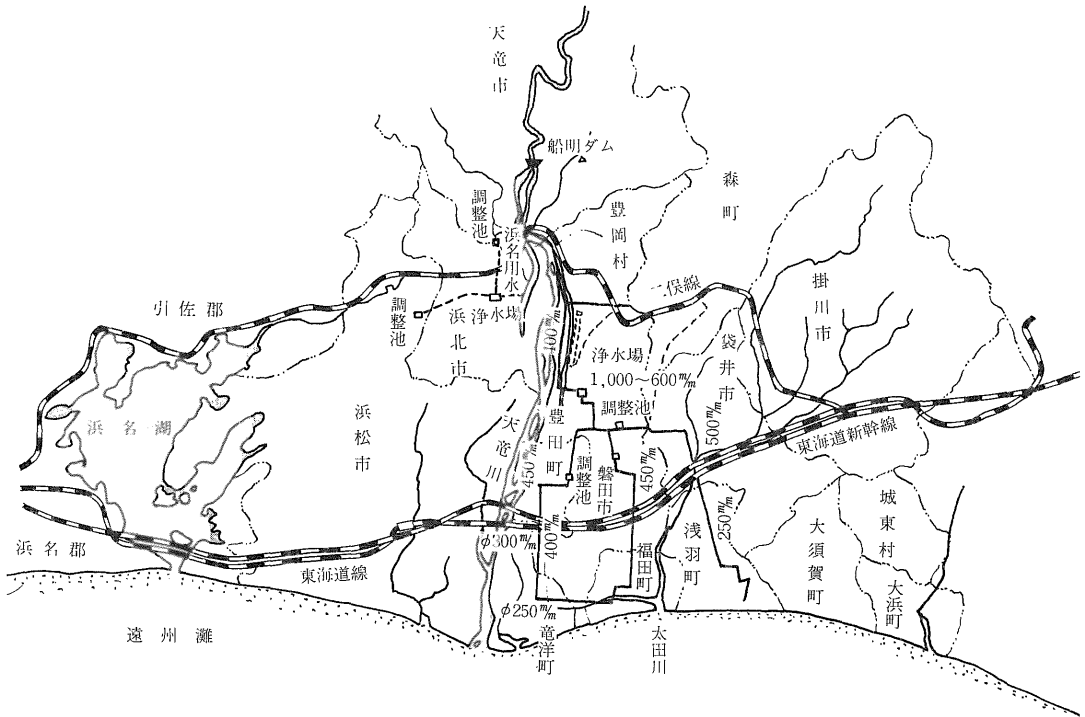 天竜市
船明ダム
森町
豊岡村
調整池
浜名用水
二俣線
掛川市
引佐郡
調整池
浜北市
浄水場
400m/m
袋井市
浄水場
1,000〜600m/m
調整池
500m/m
東海道新幹線
浜名湖
浜松市
天竜川
450m/m
豊田町
調整池
磐田市
450m/m
250m/m
城東村
大須賀町
浅羽町
福田町
大浜町
浜名郡
東海道線
φ300m/m
400m/m
φ250m/m
竜洋町
太田川
遠州灘